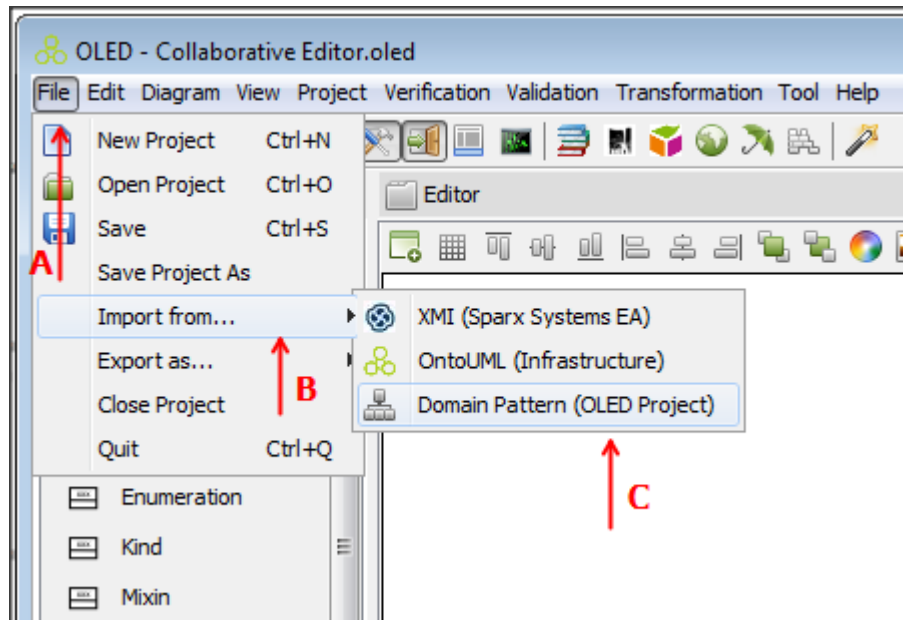 OLED - Collaborative Editor.oled
File Edit Diagram View Project Verification Validation Transformation Tool Help
New Project Ctrl+N
Open Project Ctrl+O
Editor
Save Ctrl+S
A
Save Project As
Import from...
XMI (Sparx Systems EA)
Export as...
OntoUML (Infrastructure)
B
Close Project
Domain Pattern (OLED Project)
Quit Ctrl+Q
C
Enumeration
Kind
Mixin